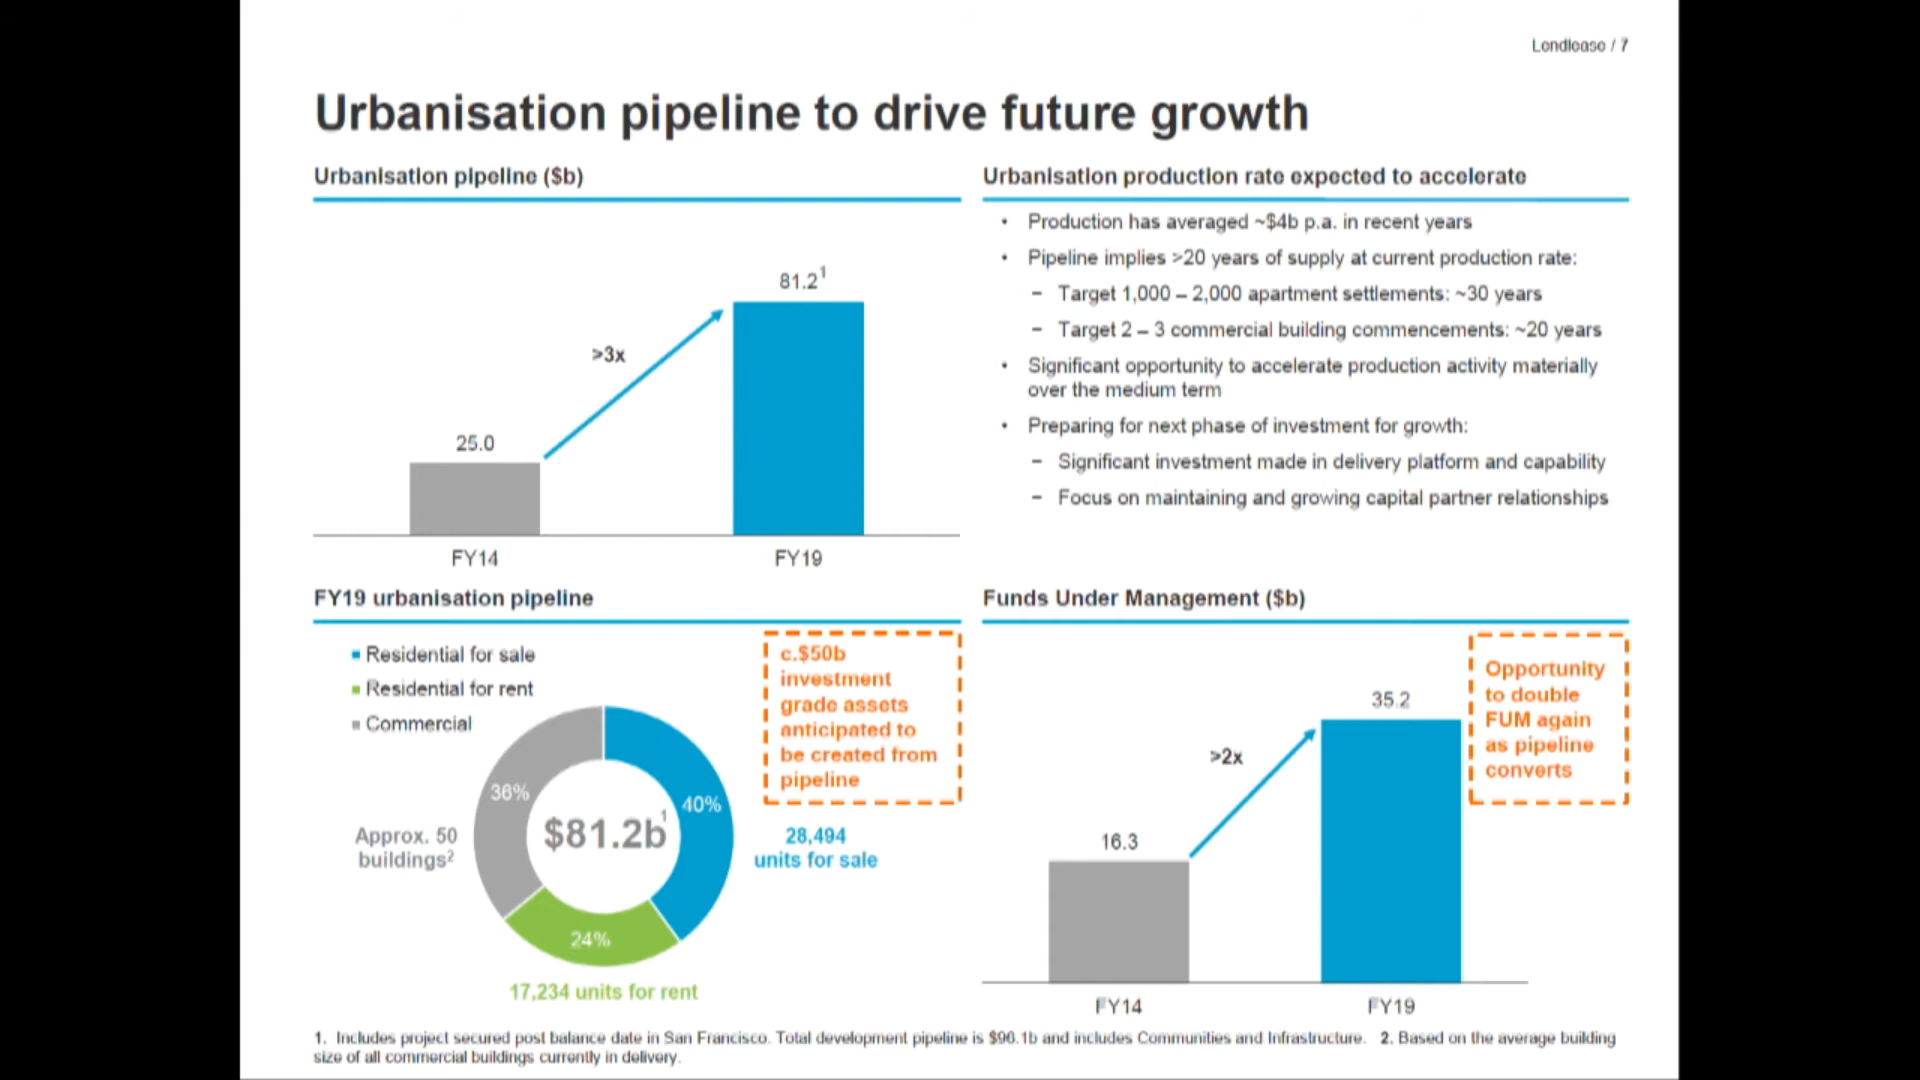 Lendlease / 7
Urbanisation pipeline to drive future growth
Urbanisation pipeline ($b)
81.2¹
>3x
25.0
FY14
FY19
Urbanisation production rate expected to accelerate
• Production has averaged ~$4b p.a. in recent years
• Pipeline implies >20 years of supply at current production rate:
– Target 1,000 – 2,000 apartment settlements: ~30 years
– Target 2 – 3 commercial building commencements: ~20 years
• Significant opportunity to accelerate production activity materially
over the medium term
• Preparing for next phase of investment for growth:
– Significant investment made in delivery platform and capability
– Focus on maintaining and growing capital partner relationships
FY19 urbanisation pipeline
Residential for sale
Residential for rent
Commercial
c.$50b
investment
grade assets
anticipated to
be created from
pipeline
36%
40%
$81.2b¹
24%
Approx. 50
buildings²
28,494
units for sale
17,234 units for rent
Funds Under Management ($b)
Opportunity
to double
FUM again
as pipeline
converts
35.2
>2x
16.3
FY14
FY19
1. Includes project secured post balance date in San Francisco. Total development pipeline is $96.1b and includes Communities and Infrastructure. 2. Based on the average building
size of all commercial buildings currently in delivery.